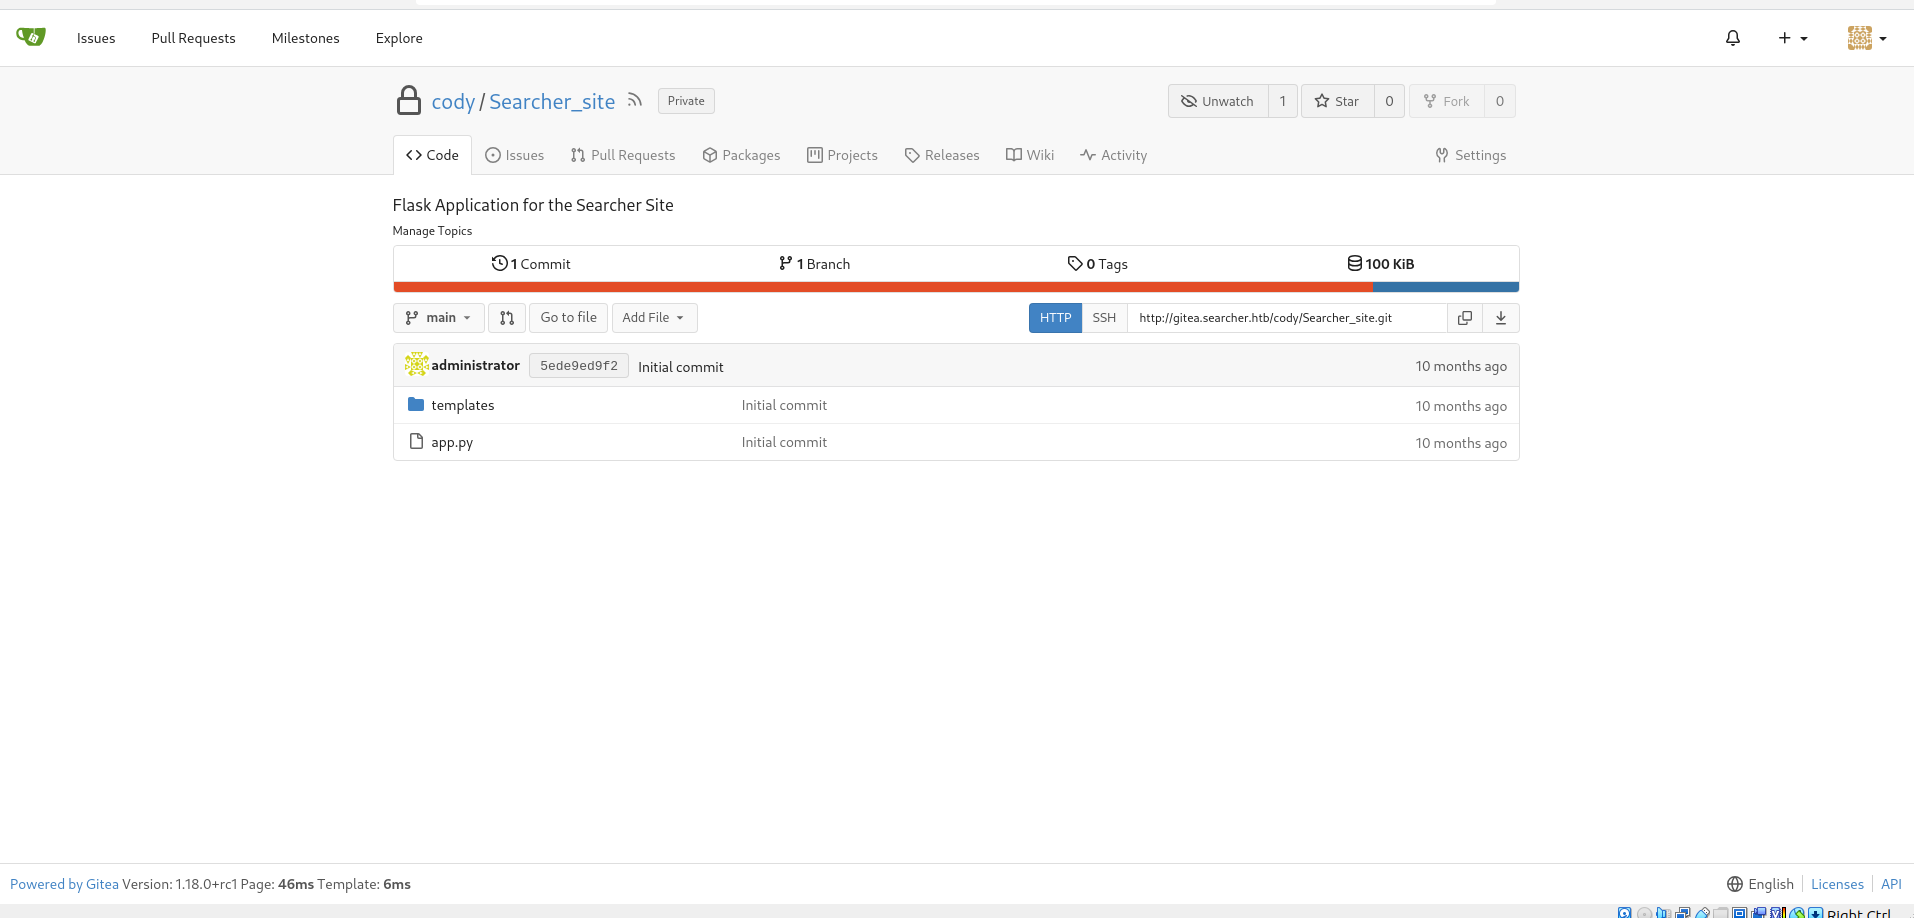 Issues Pull Requests Milestones Explore
cody / Searcher_site Private Unwatch 1 Star 0 Fork 0
Code Issues Pull Requests Packages Projects Releases Wiki Activity Settings
Flask Application for the Searcher Site
Manage Topics
1 Commit 1 Branch 0 Tags 100 KiB
main Go to file Add File HTTP SSH http://gitea.searcher.htb/cody/Searcher_site.git
administrator 5ede9ed9f2 Initial commit 10 months ago
templates Initial commit 10 months ago
app.py Initial commit 10 months ago
Powered by Gitea Version: 1.18.0+rc1 Page: 46ms Template: 6ms English Licenses API
Right Ctrl